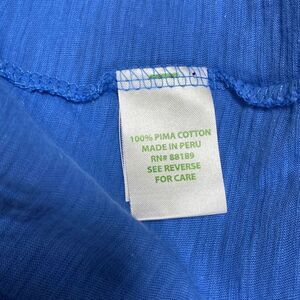 100% PIMA COTTON
MADE IN PERU
RN# 88189
SEE REVERSE
FOR CARE